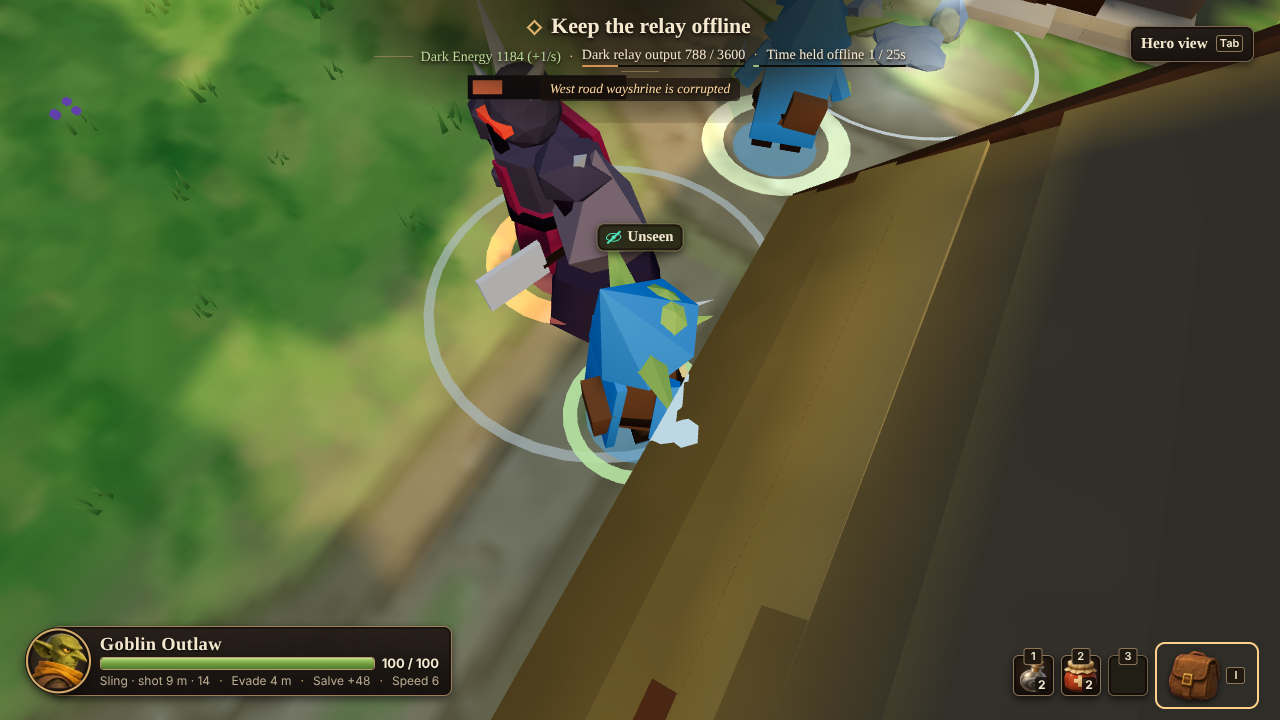 Keep the relay offline
Dark Energy 1184 (+1/s) · Dark relay output 788 / 3600 · Time held offline 1 / 25s
West road wayshrine is corrupted
Hero view Tab
Unseen
Goblin Outlaw
100 / 100
Sling · shot 9 m · 14 · Evade 4 m · Salve +48 · Speed 6
1 2 3
2 2
I